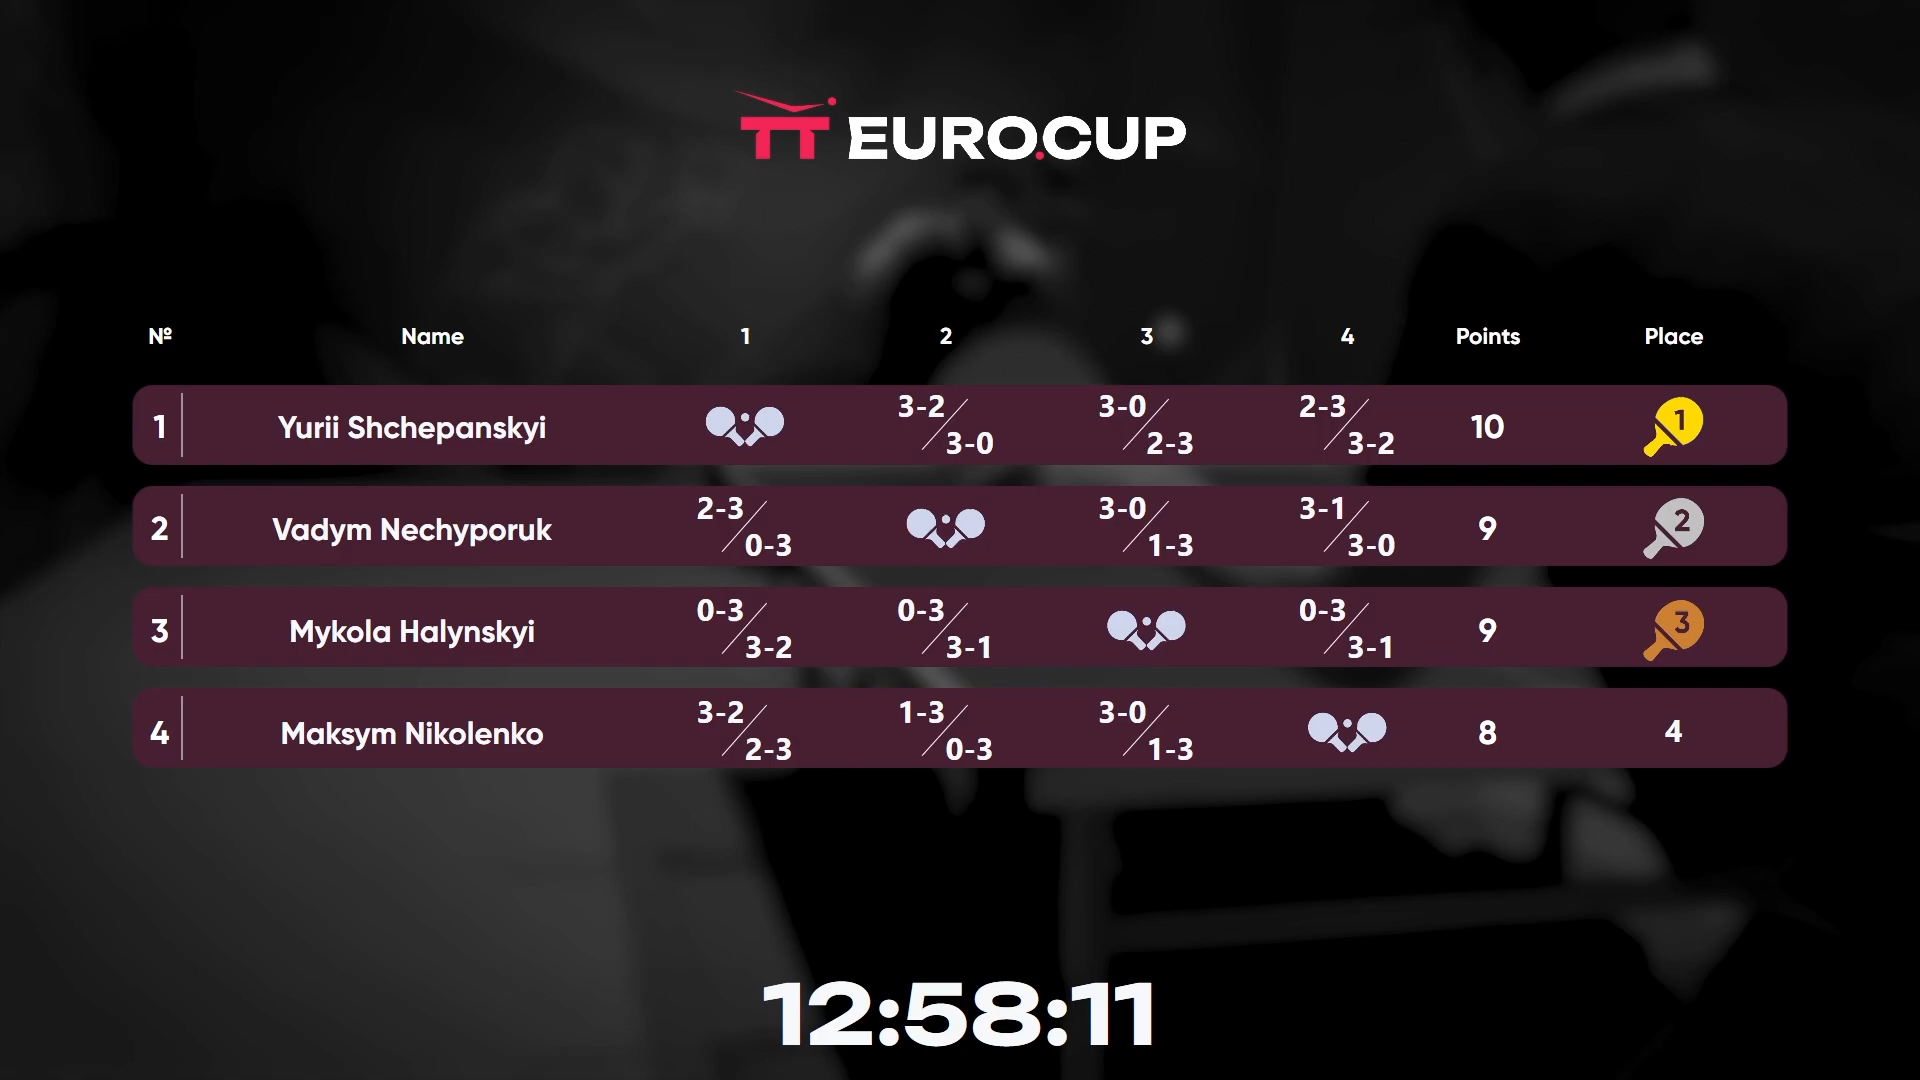 TT EURO.CUP
№ Name 1 2 3 4 Points Place
1 Yurii Shchepanskyi 3-2 3-0 3-0 2-3 2-3 3-2 10 1
2 Vadym Nechyporuk 2-3 0-3 3-0 1-3 3-1 3-0 9 2
3 Mykola Halynskyi 0-3 3-2 0-3 3-1 0-3 3-1 9 3
4 Maksym Nikolenko 3-2 2-3 1-3 0-3 3-0 1-3 8 4
12:58:11